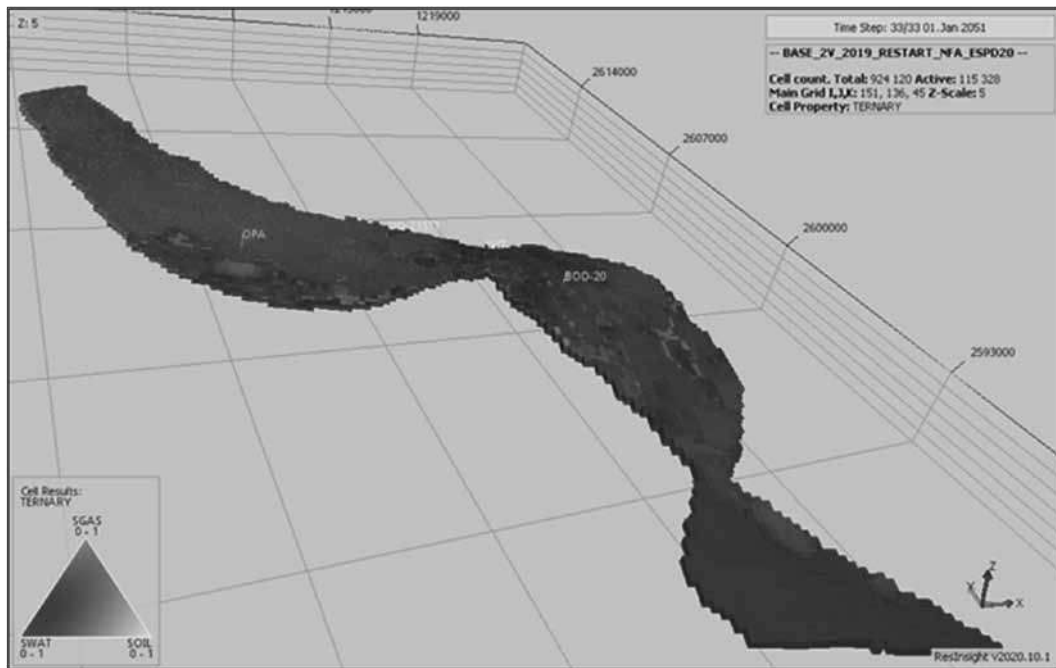 Z: 5
1219000
Time Step: 33/33 01.Jan 2051
-- BASE_2V_2019_RESTART_NFA_ESPD20 --
Cell count. Total: 924 120 Active: 115 328
Main Grid I,J,K: 151, 136, 45 Z-Scale: 5
Cell Property: TERNARY
2614000
2607000
2600000
2593000
OPA
BOD-20
Cell Results:
TERNARY
SGAS
0 - 1
SWAT
0 - 1
SOIL
0 - 1
Z
Y
X
ResInsight v2020.10.1